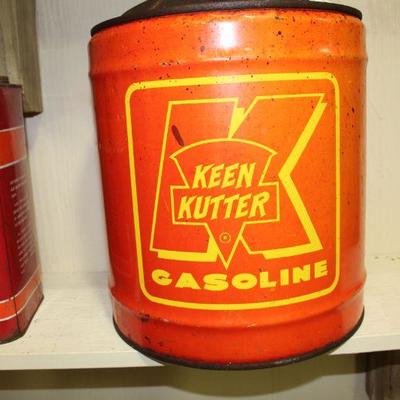 K
KEEN
KUTTER
GASOLINE